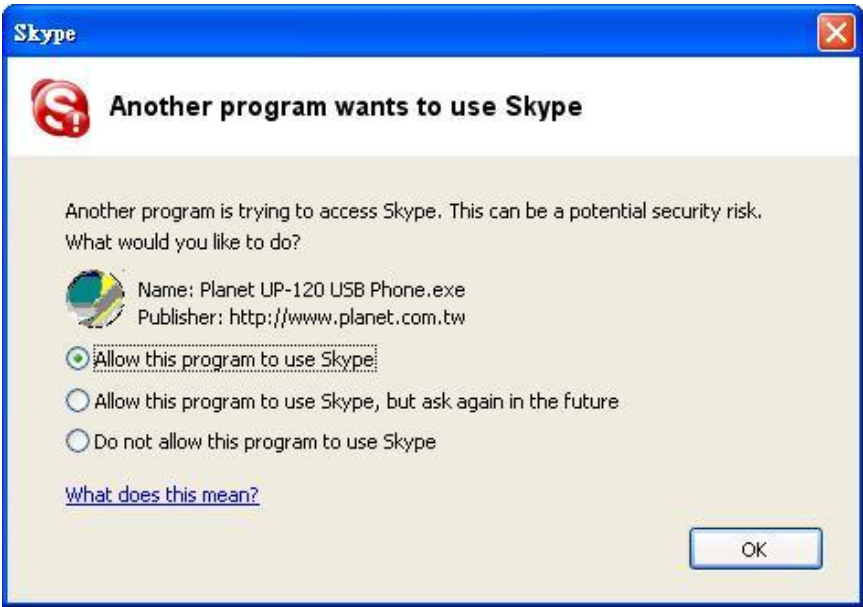 Skype
Another program wants to use Skype
Another program is trying to access Skype. This can be a potential security risk.
What would you like to do?
Name: Planet UP-120 USB Phone.exe
Publisher: http://www.planet.com.tw
Allow this program to use Skype
Allow this program to use Skype, but ask again in the future
Do not allow this program to use Skype
What does this mean?
OK